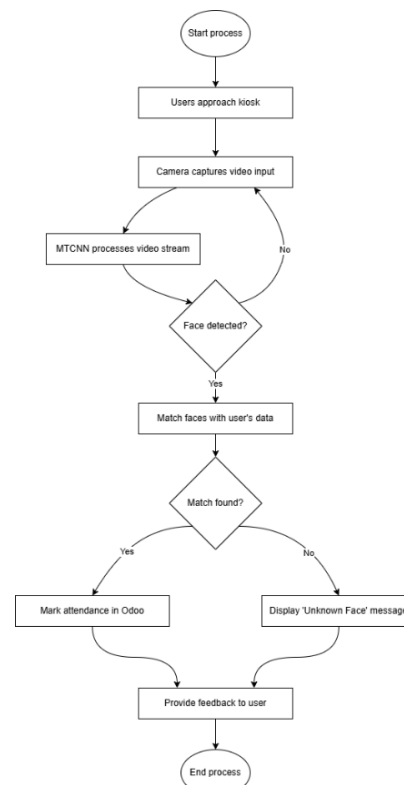 Start process
Users approach kiosk
Camera captures video input
MTCNN processes video stream
No
Face detected?
Yes
Match faces with user's data
Match found?
Yes
No
Mark attendance in Odoo
Display 'Unknown Face' message
Provide feedback to user
End process